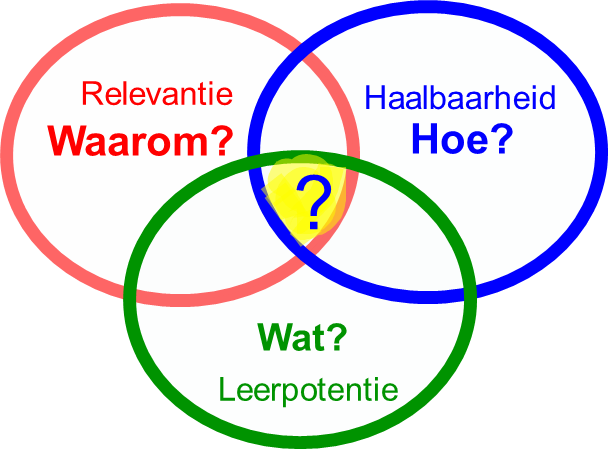 Relevantie
Waarom?
Haalbaarheid
Hoe?
?
Wat?
Leerpotentie